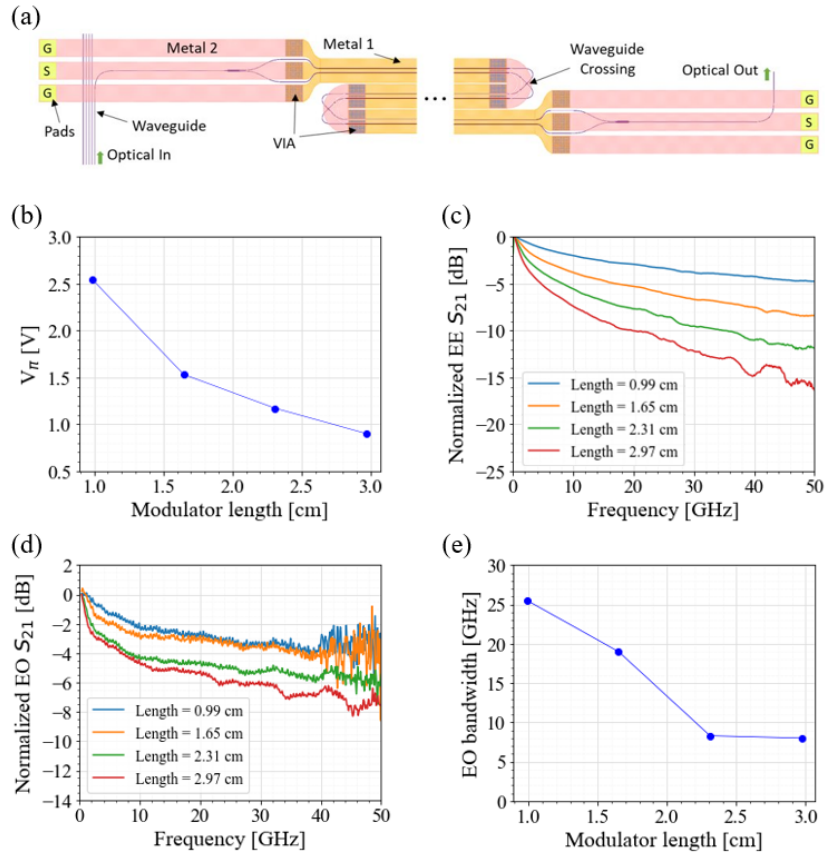 (a)
G
Metal 2
Metal 1
Waveguide
Crossing
Optical Out
S
G
G
Pads
Waveguide
VIA
S
Optical In
G
(b)
3.0
2.5
2.0
1.5
1.0
0.5
Vπ [V]
1.0
1.5
2.0
2.5
3.0
Modulator length [cm]
(c)
0
−5
−10
−15
−20
−25
Normalized EE S21 [dB]
Length = 0.99 cm
Length = 1.65 cm
Length = 2.31 cm
Length = 2.97 cm
0
10
20
30
40
50
Frequency [GHz]
(d)
2
0
−2
−4
−6
−8
−10
−12
−14
Normalized EO S21 [dB]
Length = 0.99 cm
Length = 1.65 cm
Length = 2.31 cm
Length = 2.97 cm
0
10
20
30
40
50
Frequency [GHz]
(e)
30
25
20
15
10
5
0
EO bandwidth [GHz]
1.0
1.5
2.0
2.5
3.0
Modulator length [cm]